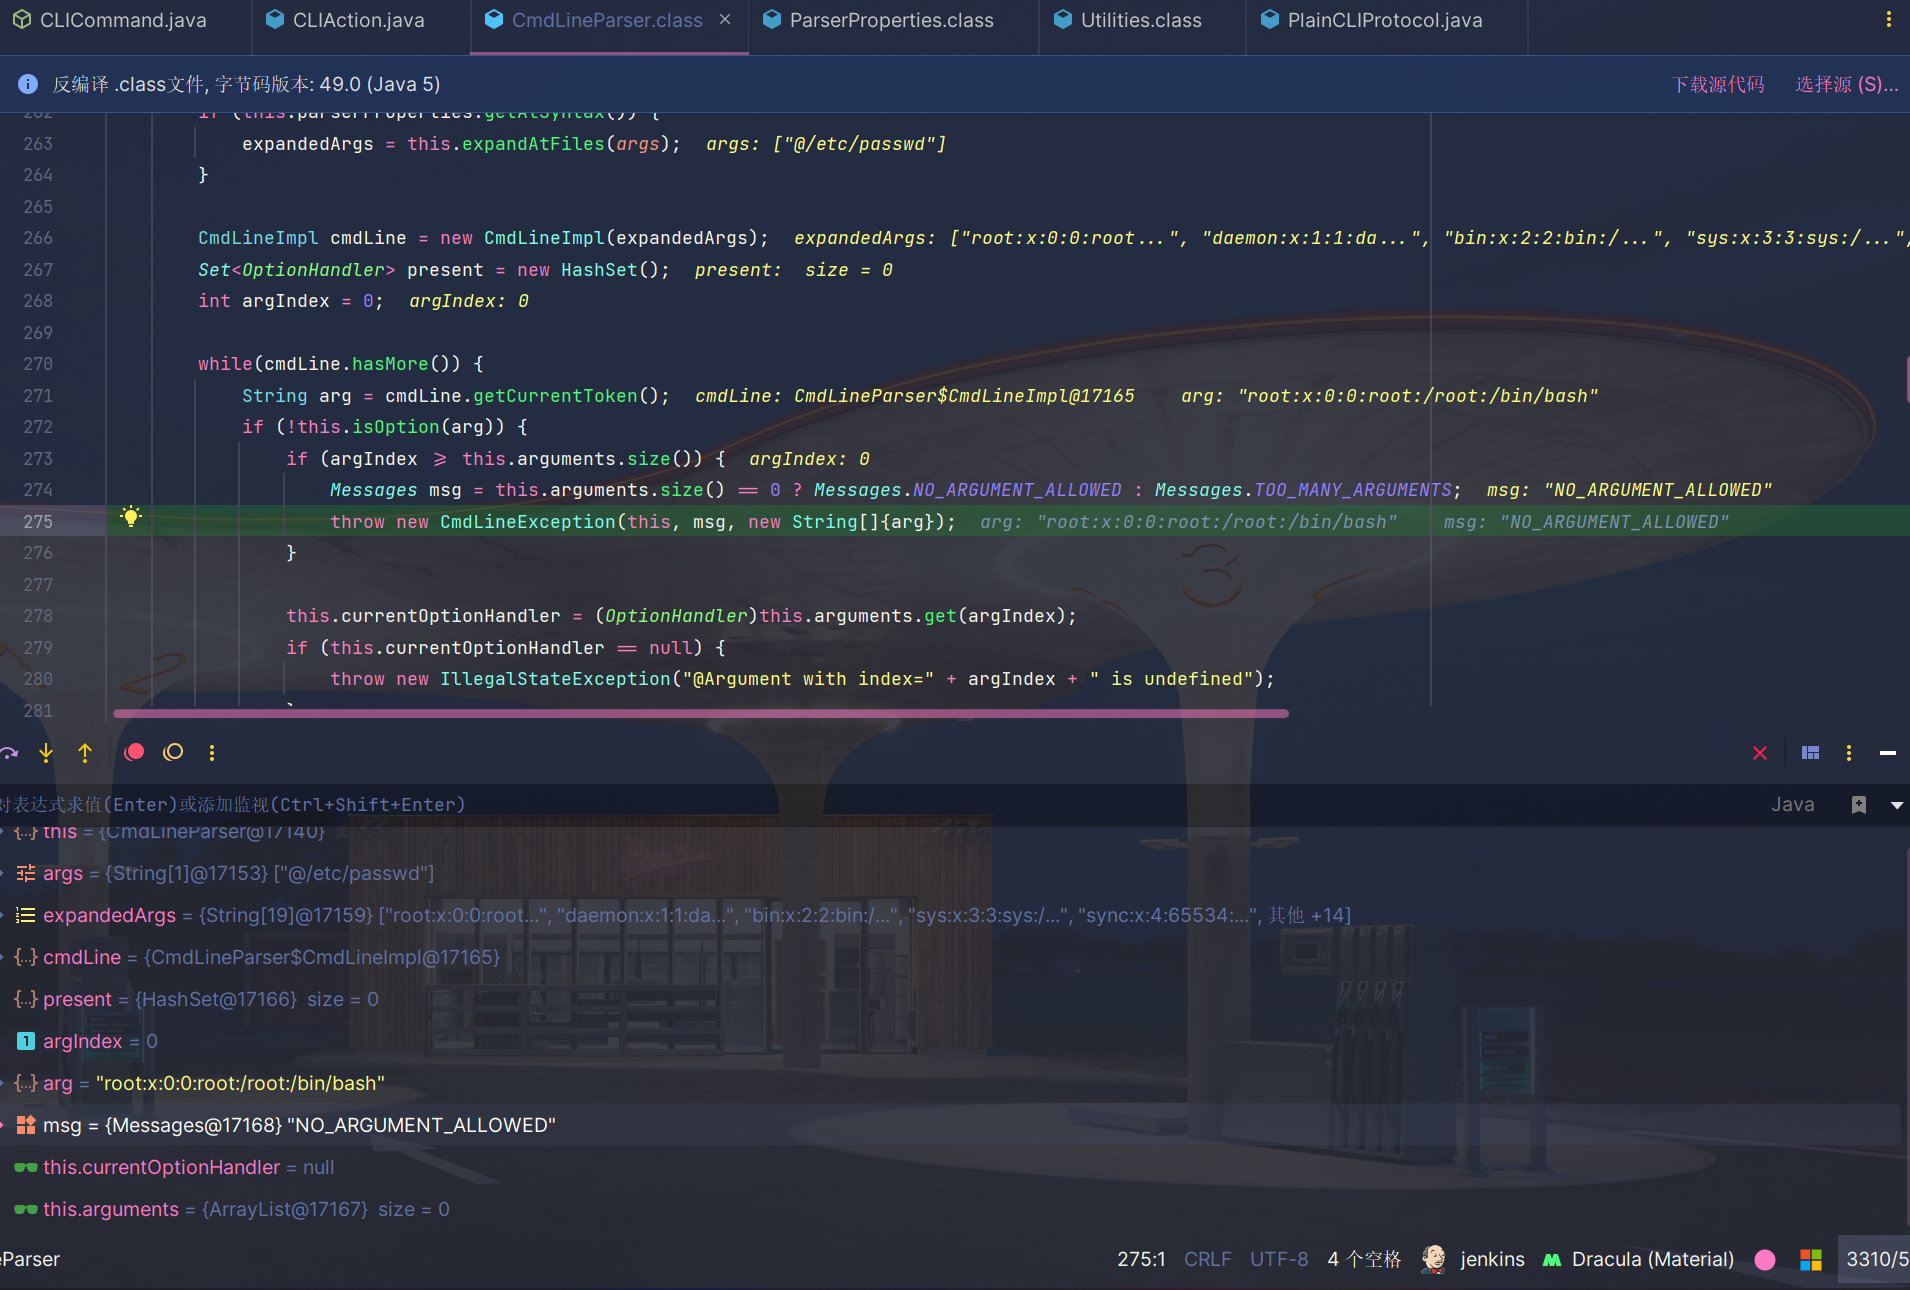 CLICommand.java CLIAction.java CmdLineParser.class ParserProperties.class Utilities.class PlainCLIProtocol.java
反编译 .class文件, 字节码版本: 49.0 (Java 5) 下载源代码 选择源 (S)...
262 if (this.parserProperties.getAtSyntax()) {
263 expandedArgs = this.expandAtFiles(args); args: ["@/etc/passwd"]
264 }
265
266 CmdLineImpl cmdLine = new CmdLineImpl(expandedArgs); expandedArgs: ["root:x:0:0:root...", "daemon:x:1:1:da...", "bin:x:2:2:bin:/...", "sys:x:3:3:sys:/...",
267 Set<OptionHandler> present = new HashSet(); present: size = 0
268 int argIndex = 0; argIndex: 0
269
270 while(cmdLine.hasMore()) {
271 String arg = cmdLine.getCurrentToken(); cmdLine: CmdLineParser$CmdLineImpl@17165 arg: "root:x:0:0:root:/root:/bin/bash"
272 if (!this.isOption(arg)) {
273 if (argIndex >= this.arguments.size()) { argIndex: 0
274 Messages msg = this.arguments.size() == 0 ? Messages.NO_ARGUMENT_ALLOWED : Messages.TOO_MANY_ARGUMENTS; msg: "NO_ARGUMENT_ALLOWED"
275 throw new CmdLineException(this, msg, new String[]{arg}); arg: "root:x:0:0:root:/root:/bin/bash" msg: "NO_ARGUMENT_ALLOWED"
276 }
277
278 this.currentOptionHandler = (OptionHandler)this.arguments.get(argIndex);
279 if (this.currentOptionHandler == null) {
280 throw new IllegalStateException("@Argument with index=" + argIndex + " is undefined");
281
对表达式求值(Enter)或添加监视(Ctrl+Shift+Enter) Java
this = {CmdLineParser@17140}
args = {String[1]@17153} ["@/etc/passwd"]
expandedArgs = {String[19]@17159} ["root:x:0:0:root...", "daemon:x:1:1:da...", "bin:x:2:2:bin:/...", "sys:x:3:3:sys:/...", "sync:x:4:65534:...", 其他 +14]
cmdLine = {CmdLineParser$CmdLineImpl@17165}
present = {HashSet@17166} size = 0
argIndex = 0
arg = "root:x:0:0:root:/root:/bin/bash"
msg = {Messages@17168} "NO_ARGUMENT_ALLOWED"
this.currentOptionHandler = null
this.arguments = {ArrayList@17167} size = 0
eParser 275:1 CRLF UTF-8 4 个空格 jenkins Dracula (Material) 3310/5